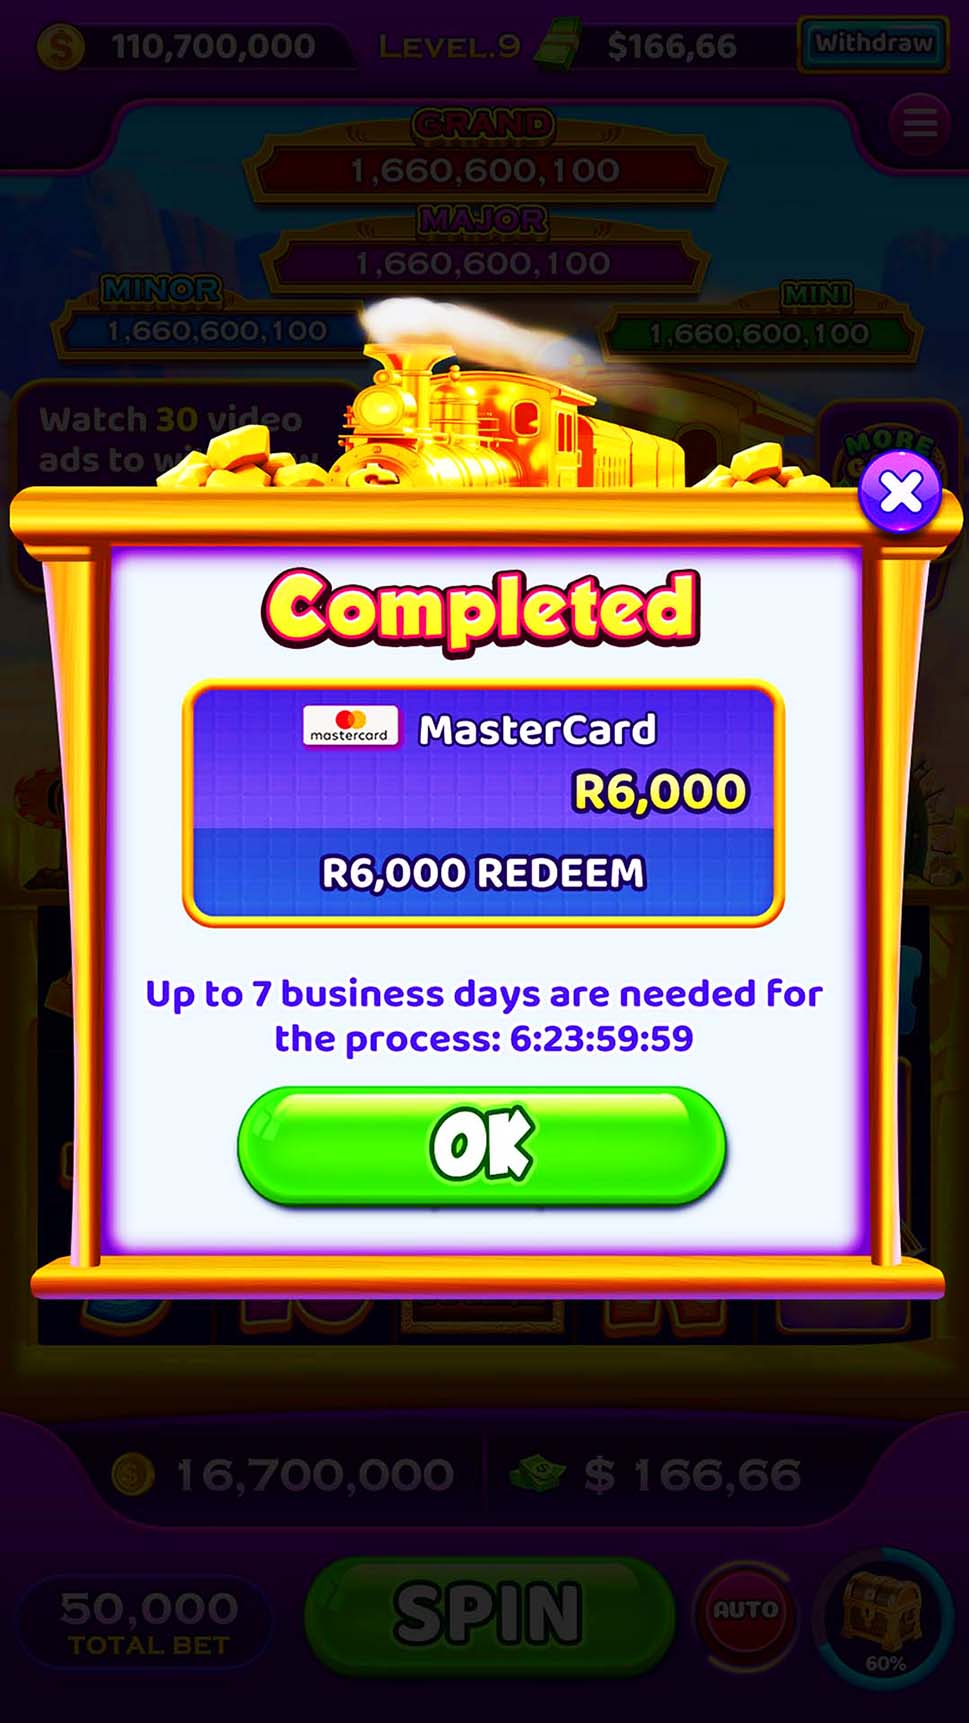 110,700,000
LEVEL.9
$166,66
Withdraw
GRAND
1,660,600,100
MAJOR
1,660,600,100
MINOR
1,660,600,100
MINI
1,660,600,100
Watch 30 video
ads to
MORE
Completed
mastercard
MasterCard
R6,000
R6,000 REDEEM
Up to 7 business days are needed for
the process: 6:23:59:59
OK
16,700,000
$ 166,66
50,000
TOTAL BET
SPIN
AUTO
60%